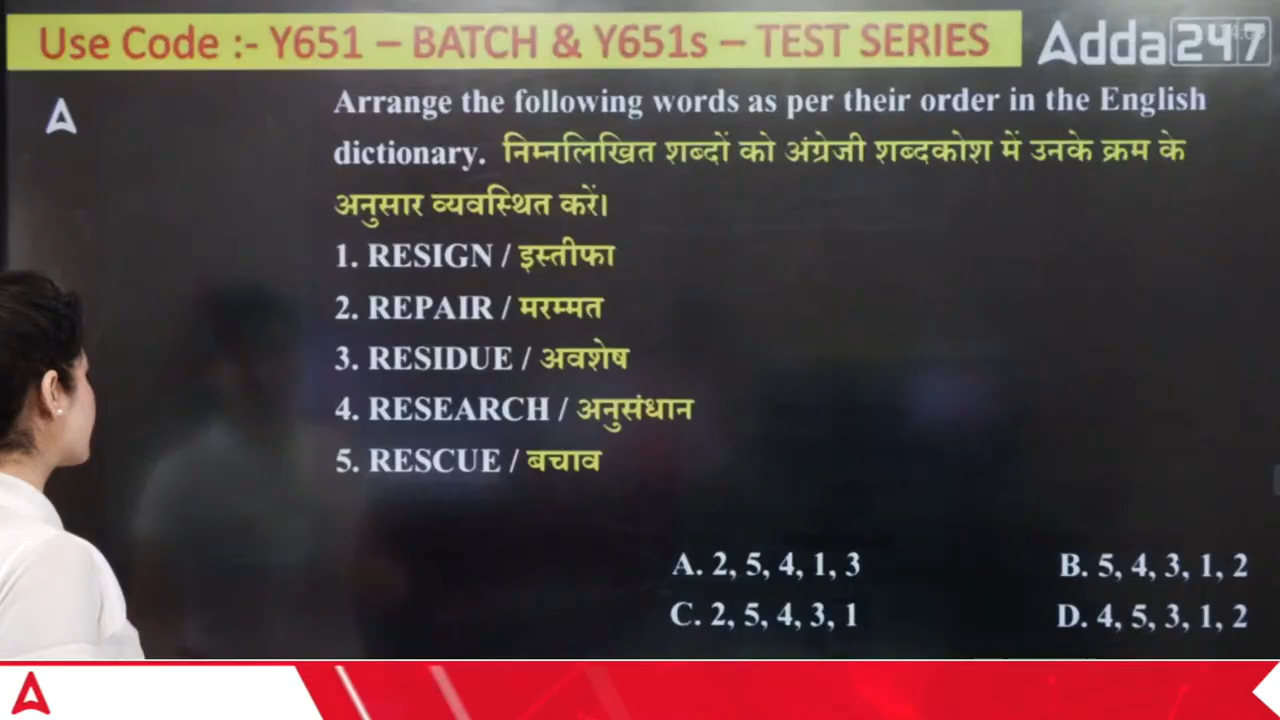 Use Code :- Y651 – BATCH & Y651s – TEST SERIES
Adda247
Arrange the following words as per their order in the English
dictionary. निम्नलिखित शब्दों को अंग्रेजी शब्दकोश में उनके क्रम के
अनुसार व्यवस्थित करें।
1. RESIGN / इस्तीफा
2. REPAIR / मरम्मत
3. RESIDUE / अवशेष
4. RESEARCH / अनुसंधान
5. RESCUE / बचाव
A. 2, 5, 4, 1, 3
B. 5, 4, 3, 1, 2
C. 2, 5, 4, 3, 1
D. 4, 5, 3, 1, 2